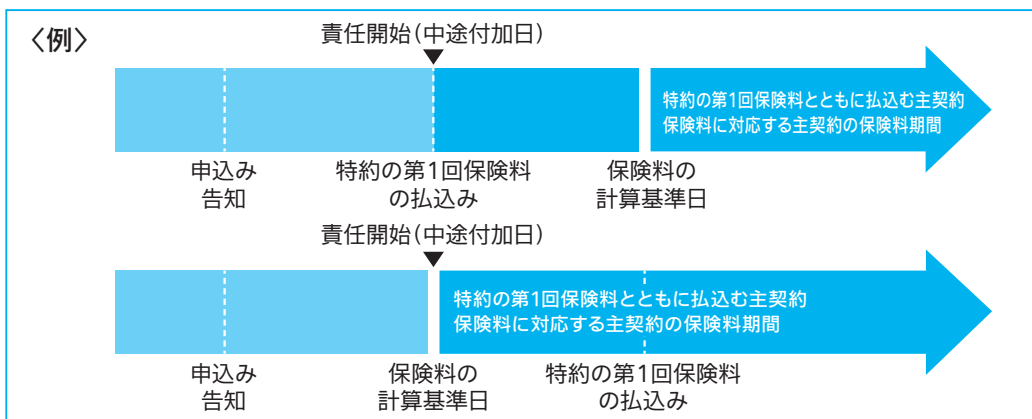 〈例〉
責任開始（中途付加日）
特約の第1回保険料とともに払込む主契約
保険料に対応する主契約の保険料期間
申込み
告知
特約の第1回保険料
の払込み
保険料の
計算基準日
責任開始（中途付加日）
特約の第1回保険料とともに払込む主契約
保険料に対応する主契約の保険料期間
申込み
告知
保険料の
計算基準日
特約の第1回保険料
の払込み